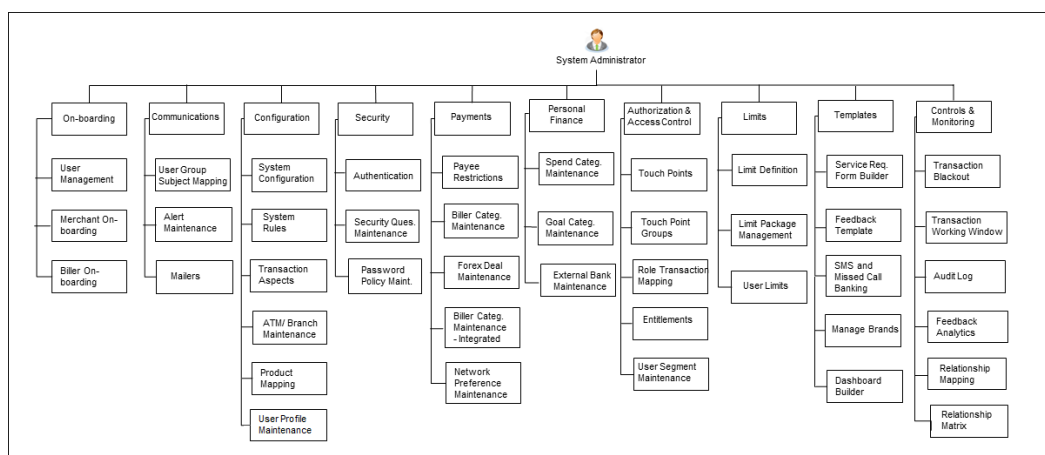 System Administrator
On-boarding
Communications
Configuration
Security
Payments
Personal
Finance
Authorization &
Access Control
Limits
Templates
Controls &
Monitoring
User
Management
Merchant On-
boarding
Biller On-
boarding
User Group
Subject Mapping
Alert
Maintenance
Mailers
System
Configuration
System
Rules
Transaction
Aspects
ATM/ Branch
Maintenance
Product
Mapping
User Profile
Maintenance
Authentication
Security Ques.
Maintenance
Password
Policy Maint.
Payee
Restrictions
Biller Categ.
Maintenance
Forex Deal
Maintenance
Biller Categ.
Maintenance
- Integrated
Network
Preference
Maintenance
Spend Categ.
Maintenance
Goal Categ.
Maintenance
External Bank
Maintenance
Touch Points
Touch Point
Groups
Role Transaction
Mapping
Entitlements
User Segment
Maintenance
Limit Definition
Limit Package
Management
User Limits
Service Req.
Form Builder
Feedback
Template
SMS and
Missed Call
Banking
Manage Brands
Dashboard
Builder
Transaction
Blackout
Transaction
Working Window
Audit Log
Feedback
Analytics
Relationship
Mapping
Relationship
Matrix